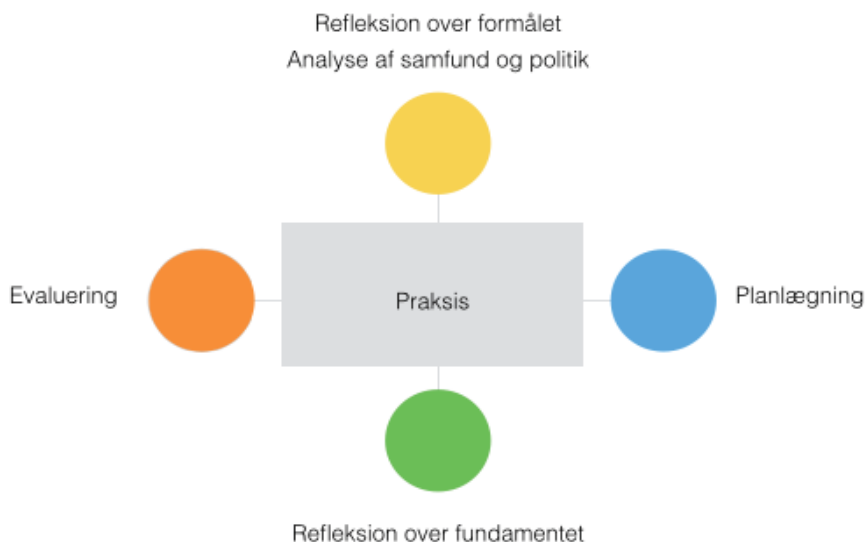 Refleksion over formålet
Analyse af samfund og politik
Evaluering
Praksis
Planlægning
Refleksion over fundamentet